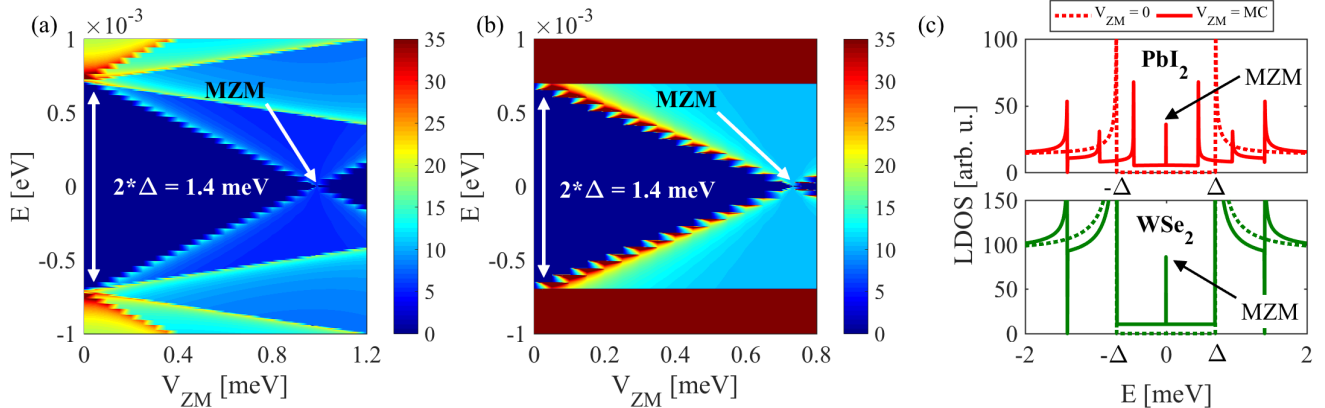 (a)
×10⁻³
E [eV]
1
0.5
0
-0.5
-1
MZM
2*Δ = 1.4 meV
0
0.4
0.8
1.2
V_ZM [meV]
35
30
25
20
15
10
5
0
(b)
×10⁻³
E [eV]
1
0.5
0
-0.5
-1
MZM
2*Δ = 1.4 meV
0
0.2
0.4
0.6
0.8
V_ZM [meV]
35
30
25
20
15
10
5
0
(c)
V_ZM = 0
V_ZM = MC
LDOS [arb. u.]
100
50
0
PbI₂
MZM
-Δ
Δ
150
100
50
0
WSe₂
MZM
-2
-Δ
0
Δ
2
E [meV]